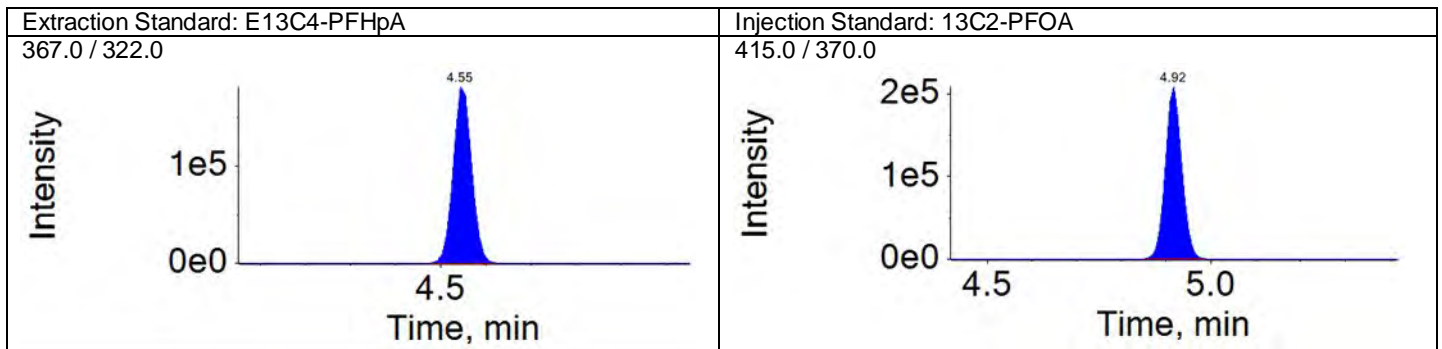 Extraction Standard: E13C4-PFHpA
367.0 / 322.0
4.55
Intensity
1e5
0e0
4.5
Time, min
Injection Standard: 13C2-PFOA
415.0 / 370.0
4.92
Intensity
2e5
1e5
0e0
4.5 5.0
Time, min